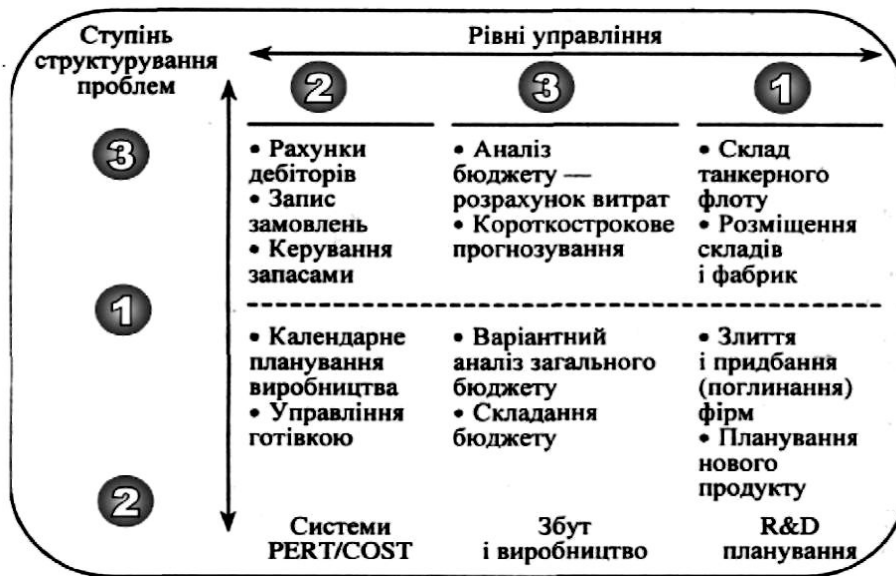 Ступінь
структурування
проблем
Рівні управління
2
3
1
3
• Рахунки
дебіторів
• Запис
замовлень
• Керування
запасами
• Аналіз
бюджету —
розрахунок витрат
• Короткострокове
прогнозування
• Склад
танкерного
флоту
• Розміщення
складів
і фабрик
1
• Календарне
планування
виробництва
• Управління
готівкою
• Варіантний
аналіз загального
бюджету
• Складання
бюджету
• Злиття
і придбання
(поглинання)
фірм
• Планування
нового
продукту
2
Системи
PERT/COST
Збут
і виробництво
R&D
планування